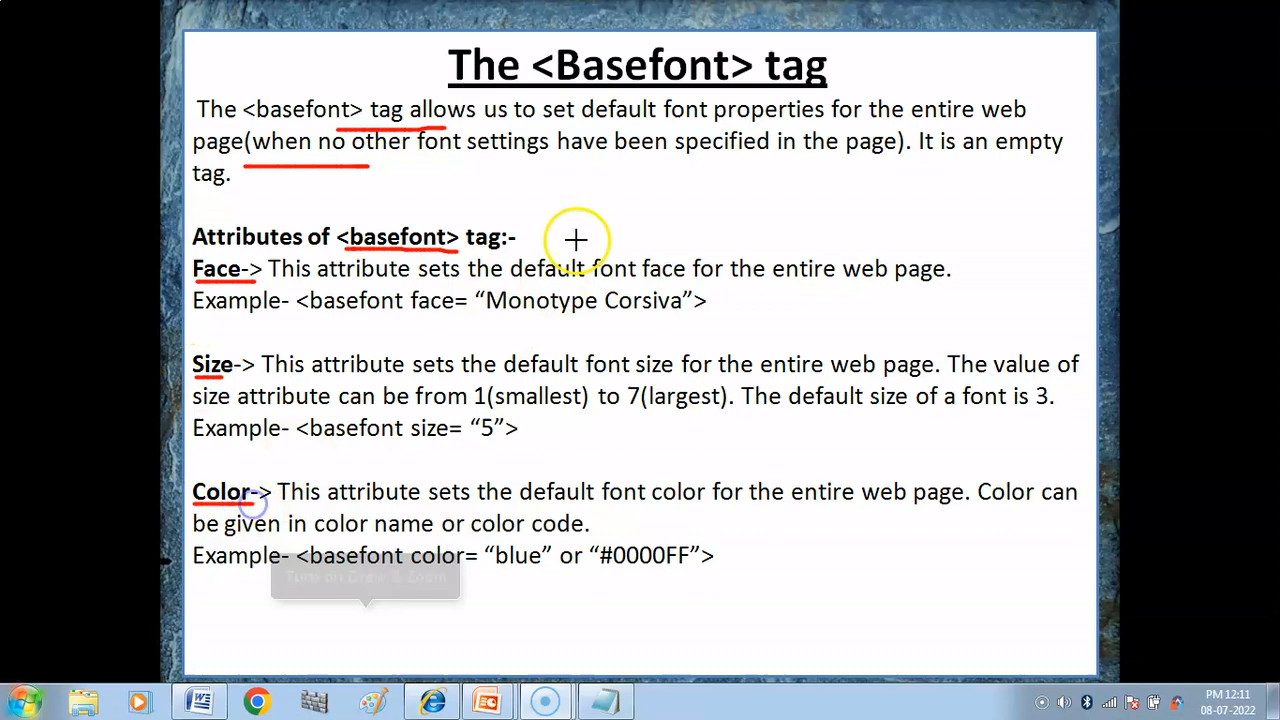 The <Basefont> tag
The <basefont> tag allows us to set default font properties for the entire web
page(when no other font settings have been specified in the page). It is an empty
tag.
Attributes of <basefont> tag:-
Face-> This attribute sets the default font face for the entire web page.
Example- <basefont face= “Monotype Corsiva”>
Size-> This attribute sets the default font size for the entire web page. The value of
size attribute can be from 1(smallest) to 7(largest). The default size of a font is 3.
Example- <basefont size= “5”>
Color-> This attribute sets the default font color for the entire web page. Color can
be given in color name or color code.
Example- <basefont color= “blue” or “#0000FF”>
PM 12:11
08-07-2022